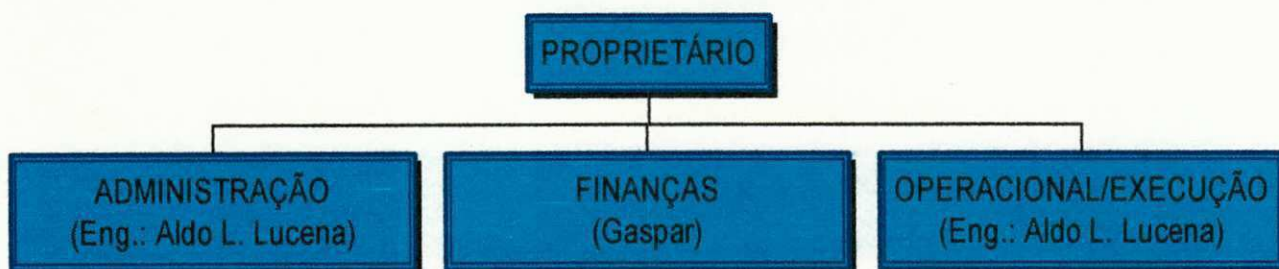 PROPRIETÁRIO
ADMINISTRAÇÃO
(Eng.: Aldo L. Lucena)
FINANÇAS
(Gaspar)
OPERACIONAL/EXECUÇÃO
(Eng.: Aldo L. Lucena)